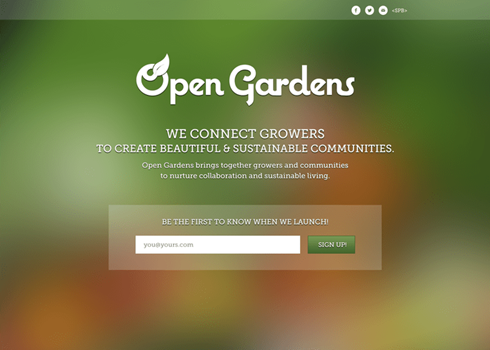 <SPB>
Open Gardens
WE CONNECT GROWERS
TO CREATE BEAUTIFUL & SUSTAINABLE COMMUNITIES.
Open Gardens brings together growers and communities
to nurture collaboration and sustainable living.
BE THE FIRST TO KNOW WHEN WE LAUNCH!
you@yours.com
SIGN UP!